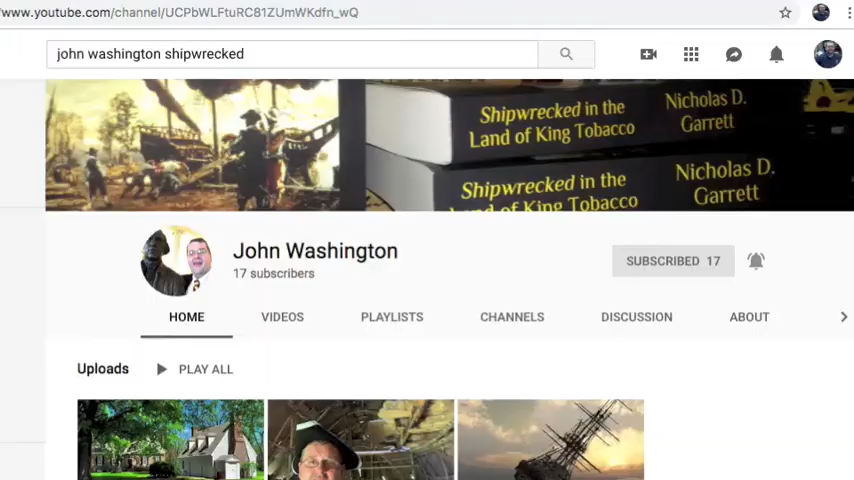 www.youtube.com/channel/UCPbWLFtuRC81ZUmWKdfn_wQ
john washington shipwrecked
Shipwrecked in the
Land of King Tobacco
Nicholas D.
Garrett
Shipwrecked in the
Land of King Tobacco
Nicholas D.
Garrett
John Washington
17 subscribers
SUBSCRIBED 17
HOME
VIDEOS
PLAYLISTS
CHANNELS
DISCUSSION
ABOUT
Uploads
PLAY ALL